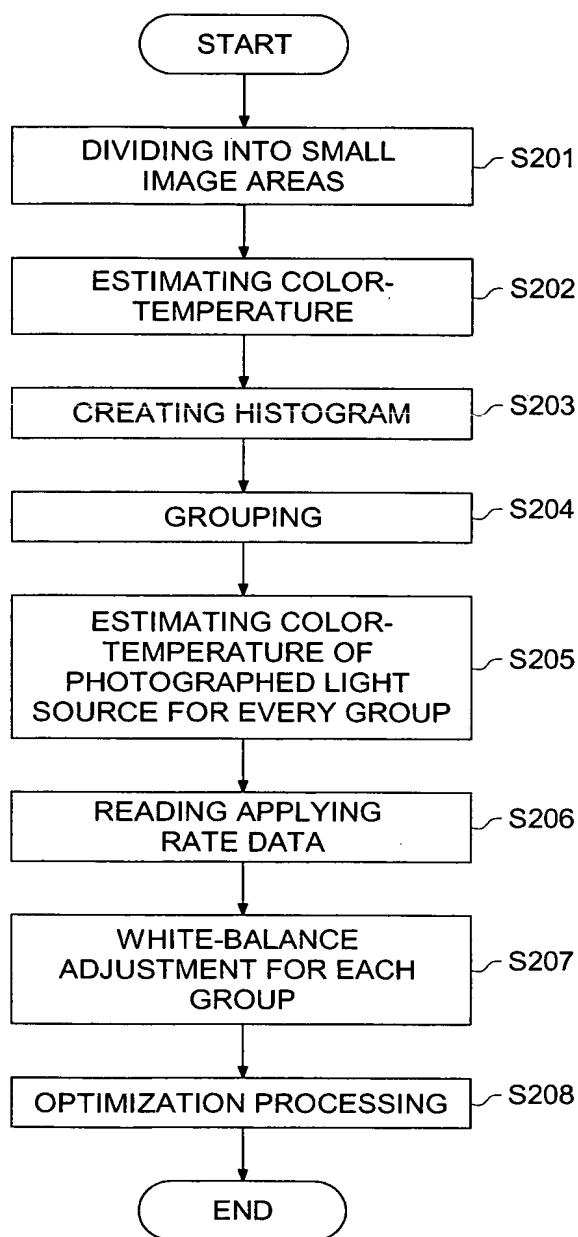 START
DIVIDING INTO SMALL
IMAGE AREAS
S201
ESTIMATING COLOR-
TEMPERATURE
S202
CREATING HISTOGRAM
S203
GROUPING
S204
ESTIMATING COLOR-
TEMPERATURE OF
PHOTOGRAPHED LIGHT
SOURCE FOR EVERY GROUP
S205
READING APPLYING
RATE DATA
S206
WHITE-BALANCE
ADJUSTMENT FOR EACH
GROUP
S207
OPTIMIZATION PROCESSING
S208
END